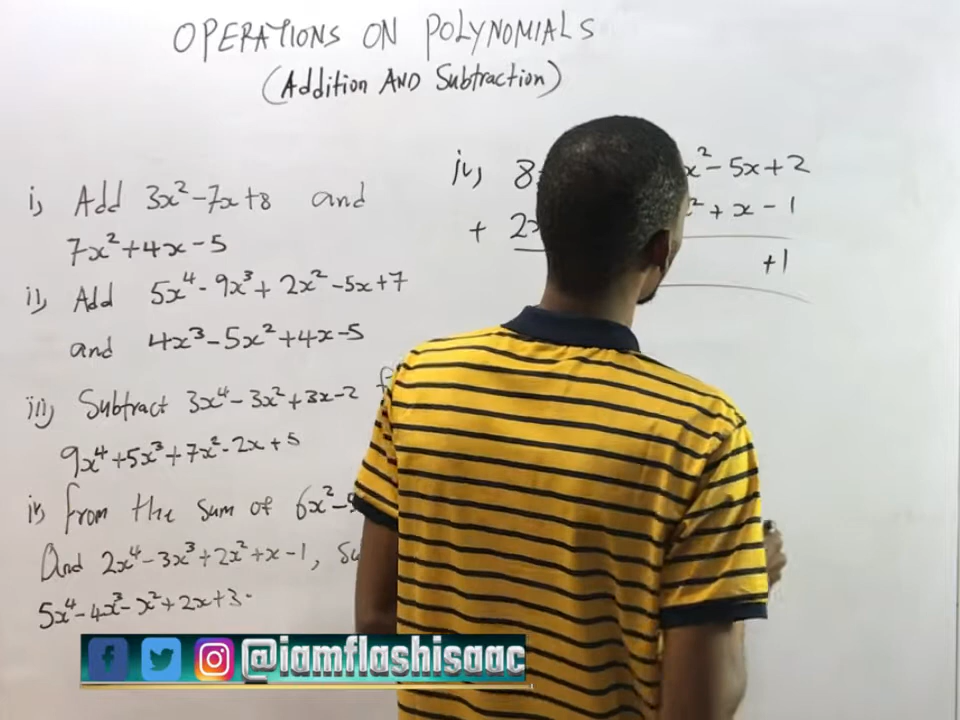 OPERATIONS ON POLYNOMIALS
(Addition AND Subtraction)
i, Add 3x² - 7x + 8 and
7x² + 4x - 5
ii, Add 5x⁴ - 9x³ + 2x² - 5x + 7
and 4x³ - 5x² + 4x - 5
iii, Subtract 3x⁴ - 3x² + 3x - 2
9x⁴ + 5x³ + 7x² - 2x + 5
iv, from the sum of 6x² -
And 2x⁴ - 3x³ + 2x² + x - 1,
5x⁴ - 4x³ - x² + 2x + 3.
iv, 8 x² - 5x + 2
+ 2x ² + x - 1
+1
@iamflashisaac